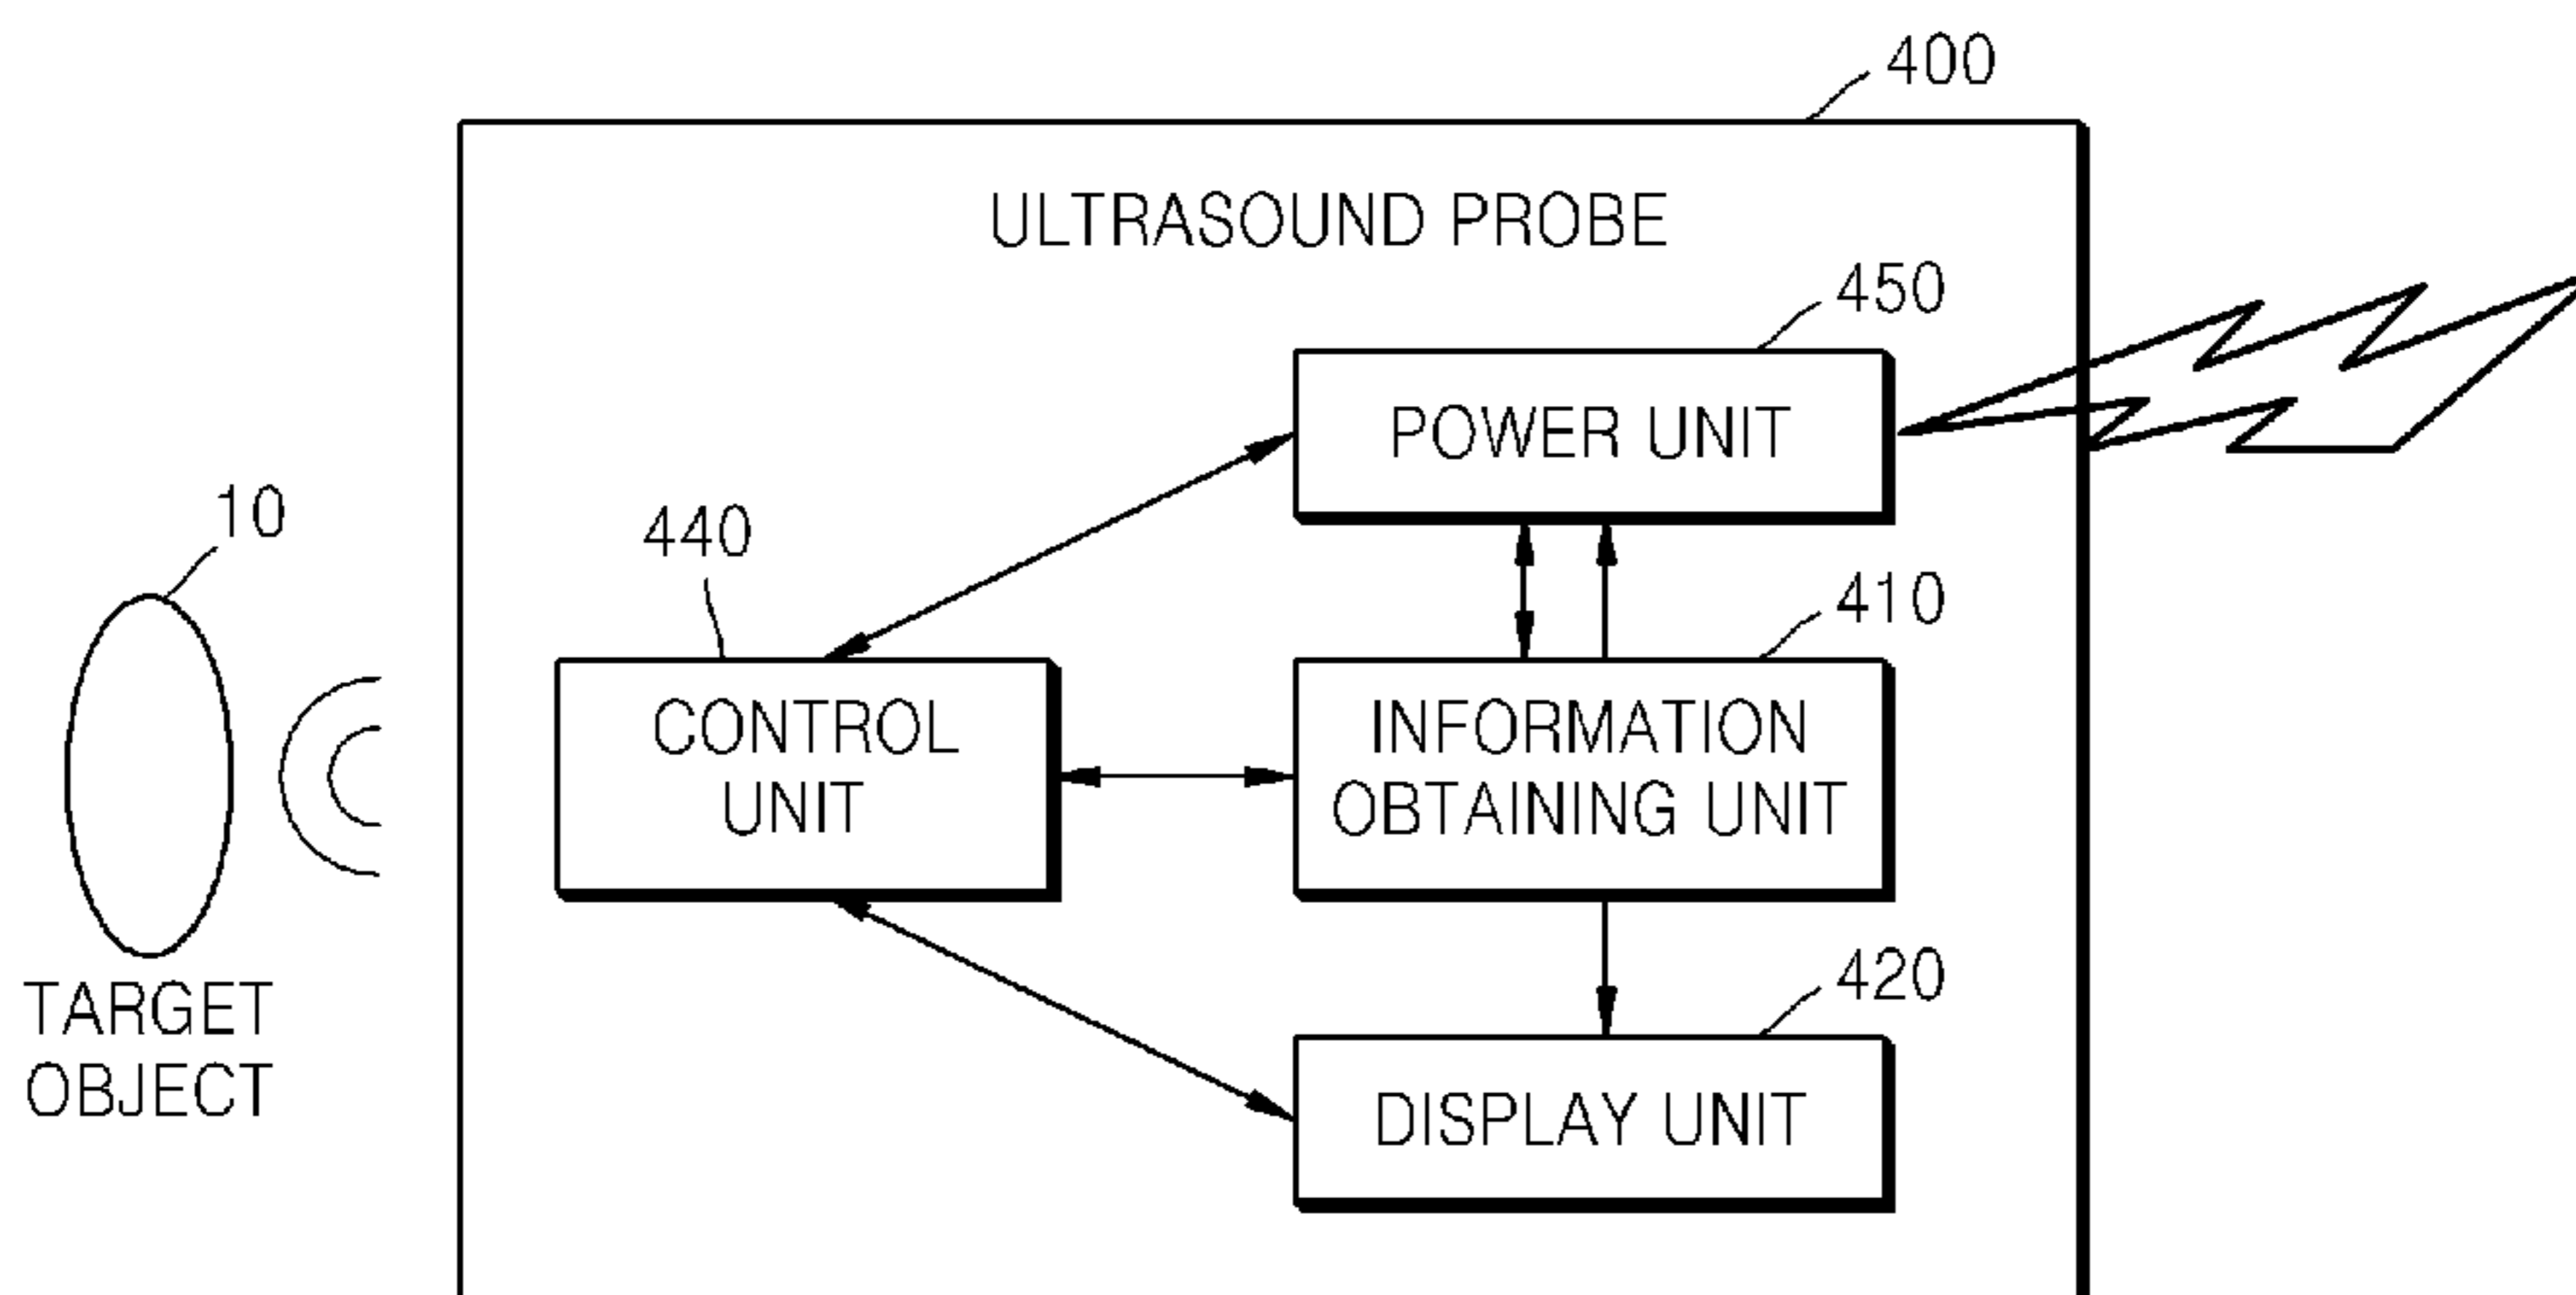 400
ULTRASOUND PROBE
450
POWER UNIT
10
440
410
CONTROL
UNIT
INFORMATION
OBTAINING UNIT
420
TARGET
OBJECT
DISPLAY UNIT